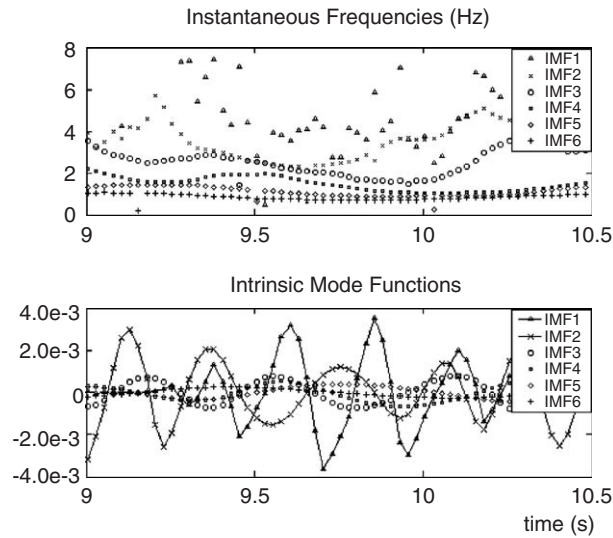 Instantaneous Frequencies (Hz)
8
6
4
2
0
9
9.5
10
10.5
IMF1
IMF2
IMF3
IMF4
IMF5
IMF6
Intrinsic Mode Functions
4.0e-3
2.0e-3
0
-2.0e-3
-4.0e-3
9
9.5
10
10.5
IMF1
IMF2
IMF3
IMF4
IMF5
IMF6
time (s)